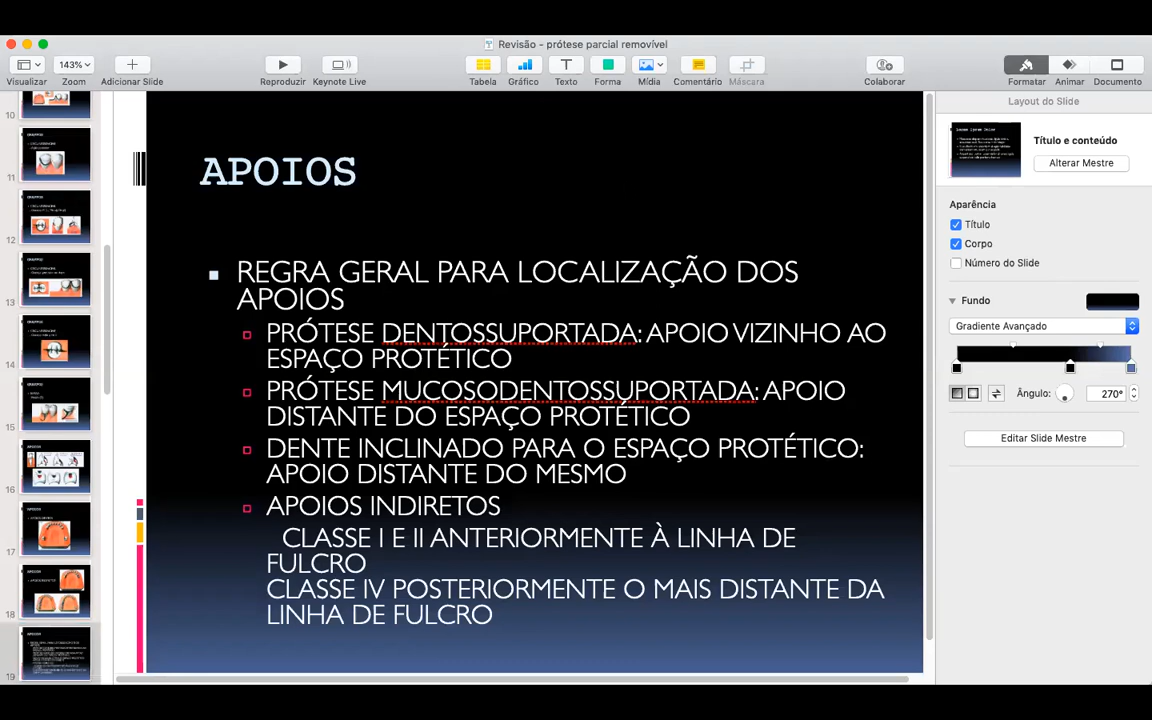 Revisão - prótese parcial removível
143%
Visualizar
Zoom
Adicionar Slide
Reproduzir
Keynote Live
Tabela
Gráfico
Texto
Forma
Mídia
Comentário
Máscara
Colaborar
Formatar
Animar
Documento
10
11
12
13
14
15
16
17
18
19
APOIOS
REGRA GERAL PARA LOCALIZAÇÃO DOS
APOIOS
PRÓTESE DENTOSSUPORTADA: APOIO VIZINHO AO
ESPAÇO PROTÉTICO
PRÓTESE MUCOSODENTOSSUPORTADA: APOIO
DISTANTE DO ESPAÇO PROTÉTICO
DENTE INCLINADO PARA O ESPAÇO PROTÉTICO:
APOIO DISTANTE DO MESMO
APOIOS INDIRETOS
CLASSE I E II ANTERIORMENTE À LINHA DE
FULCRO
CLASSE IV POSTERIORMENTE O MAIS DISTANTE DA
LINHA DE FULCRO
Layout do Slide
Título e conteúdo
Alterar Mestre
Aparência
Título
Corpo
Número do Slide
Fundo
Gradiente Avançado
Ângulo:
270°
Editar Slide Mestre